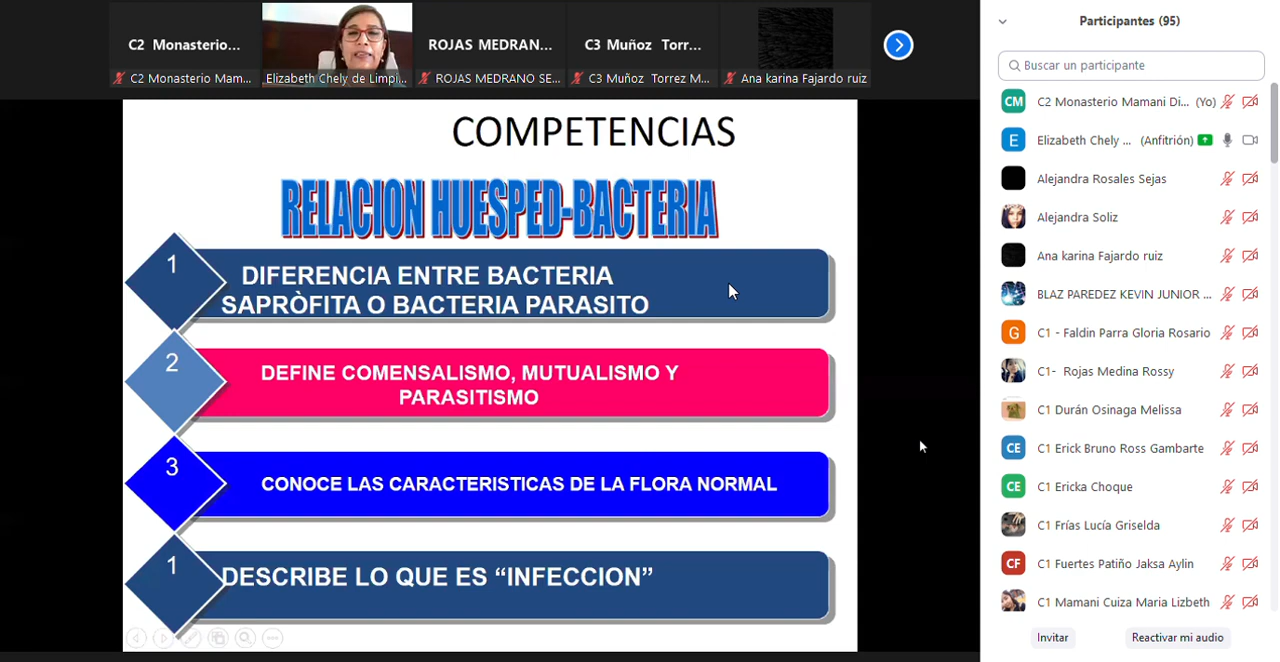 C2 Monasterio...
ROJAS MEDRAN...
C3 Muñoz Torr...
C2 Monasterio Mam...
Elizabeth Chely de Limpi...
ROJAS MEDRANO SE...
C3 Muñoz Torrez M...
Ana karina Fajardo ruiz
COMPETENCIAS
RELACION HUESPED-BACTERIA
1
DIFERENCIA ENTRE BACTERIA
SAPRÒFITA O BACTERIA PARASITO
2
DEFINE COMENSALISMO, MUTUALISMO Y
PARASITISMO
3
CONOCE LAS CARACTERISTICAS DE LA FLORA NORMAL
1
DESCRIBE LO QUE ES “INFECCION”
Participantes (95)
Buscar un participante
CM C2 Monasterio Mamani Di... (Yo)
E Elizabeth Chely ... (Anfitrión)
Alejandra Rosales Sejas
Alejandra Soliz
Ana karina Fajardo ruiz
BLAZ PAREDEZ KEVIN JUNIOR ...
G C1 - Faldin Parra Gloria Rosario
C1- Rojas Medina Rossy
C1 Durán Osinaga Melissa
CE C1 Erick Bruno Ross Gambarte
CE C1 Ericka Choque
C1 Frías Lucía Griselda
CF C1 Fuertes Patiño Jaksa Aylin
C1 Mamani Cuiza Maria Lizbeth
Invitar
Reactivar mi audio